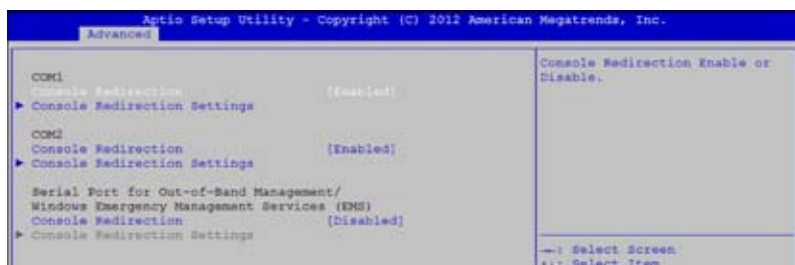 Aptio Setup Utility - Copyright (C) 2012 American Megatrends, Inc.
Advanced
COM1
Console Redirection [Enabled]
► Console Redirection Settings
COM2
Console Redirection [Enabled]
► Console Redirection Settings
Serial Port for Out-of-Band Management/
Windows Emergency Management Services (EMS)
Console Redirection [Disabled]
► Console Redirection Settings
Console Redirection Enable or
Disable.
→←: Select Screen
↑↓: Select Item